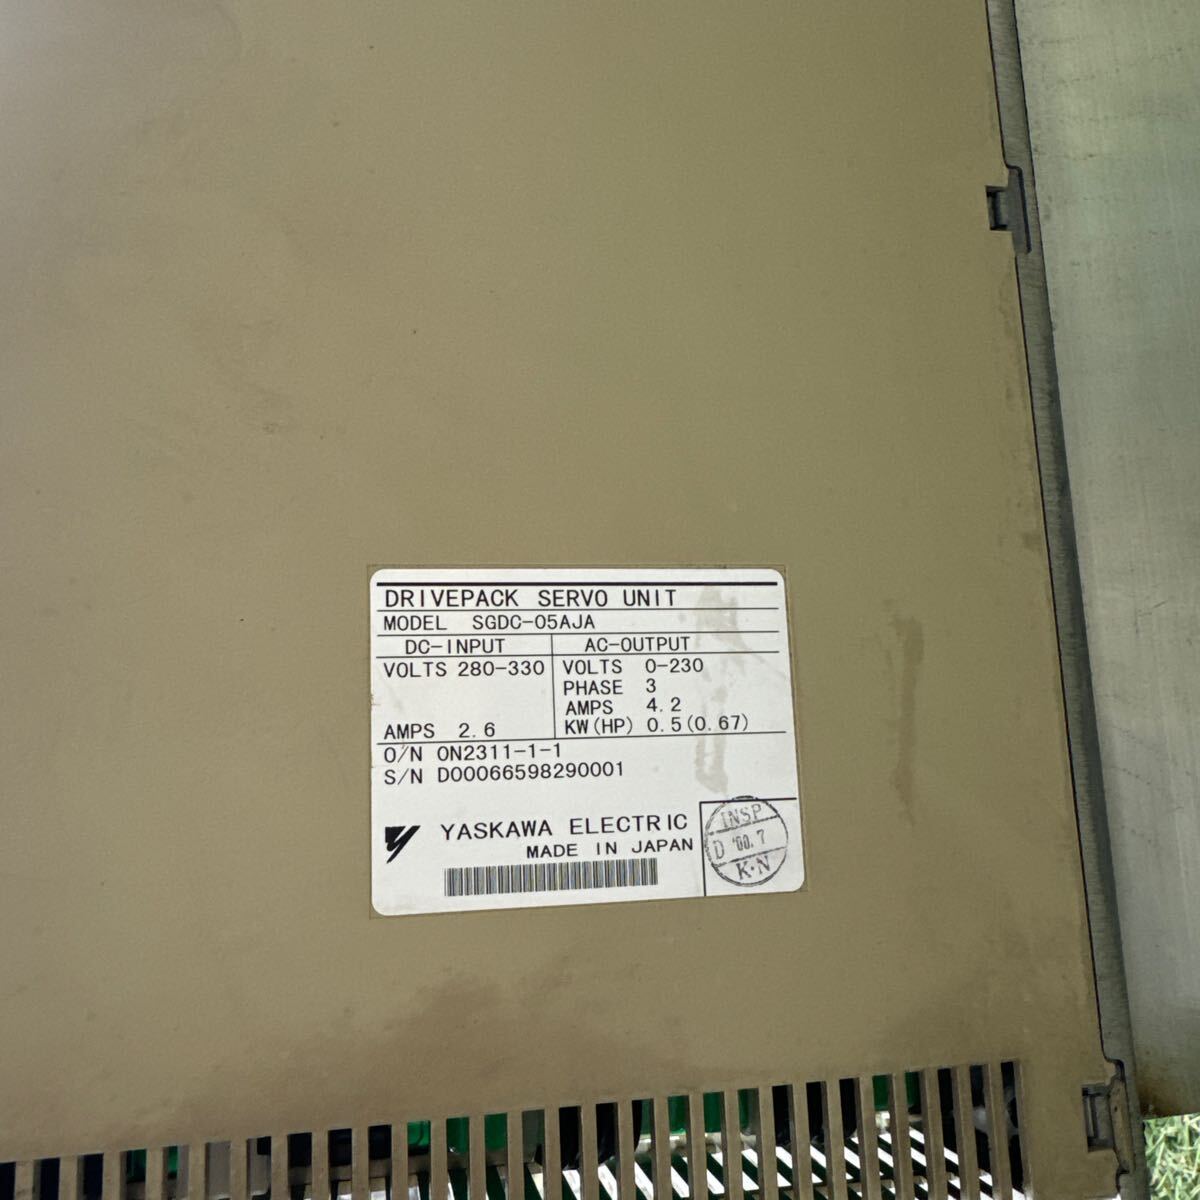 DRIVEPACK SERVO UNIT
MODEL SGDC-05AJA
DC-INPUT AC-OUTPUT
VOLTS 280-330 VOLTS 0-230
PHASE 3
AMPS 4.2
AMPS 2.6 KW(HP) 0.5(0.67)
O/N ON2311-1-1
S/N D00066598290001
YASKAWA ELECTRIC
MADE IN JAPAN
INSP
D '00.7
K·N